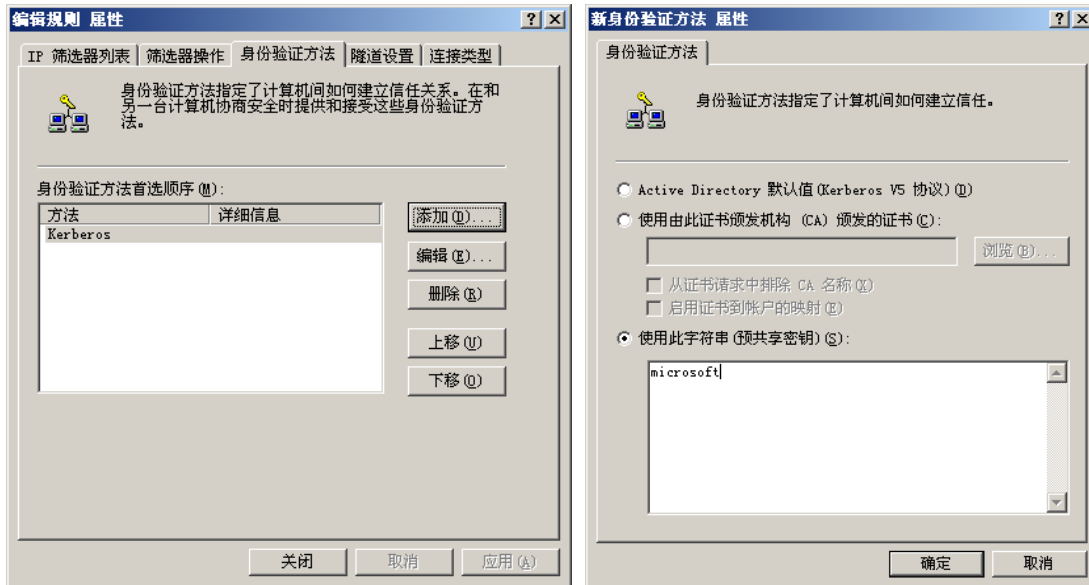 编辑规则 属性
IP 筛选器列表 筛选器操作 身份验证方法 隧道设置 连接类型
身份验证方法指定了计算机间如何建立信任关系。在和
另一台计算机协商安全时提供和接受这些身份验证方
法。
身份验证方法首选顺序(M):
方法 详细信息
Kerberos
添加(D)...
编辑(E)...
删除(R)
上移(U)
下移(O)
关闭 取消 应用(A)
新身份验证方法 属性
身份验证方法
身份验证方法指定了计算机间如何建立信任。
Active Directory 默认值(Kerberos V5 协议)(D)
使用由此证书颁发机构 (CA) 颁发的证书(C):
浏览(B)...
从证书请求中排除 CA 名称(X)
启用证书到帐户的映射(E)
使用此字符串(预共享密钥)(S):
microsoft
确定 取消